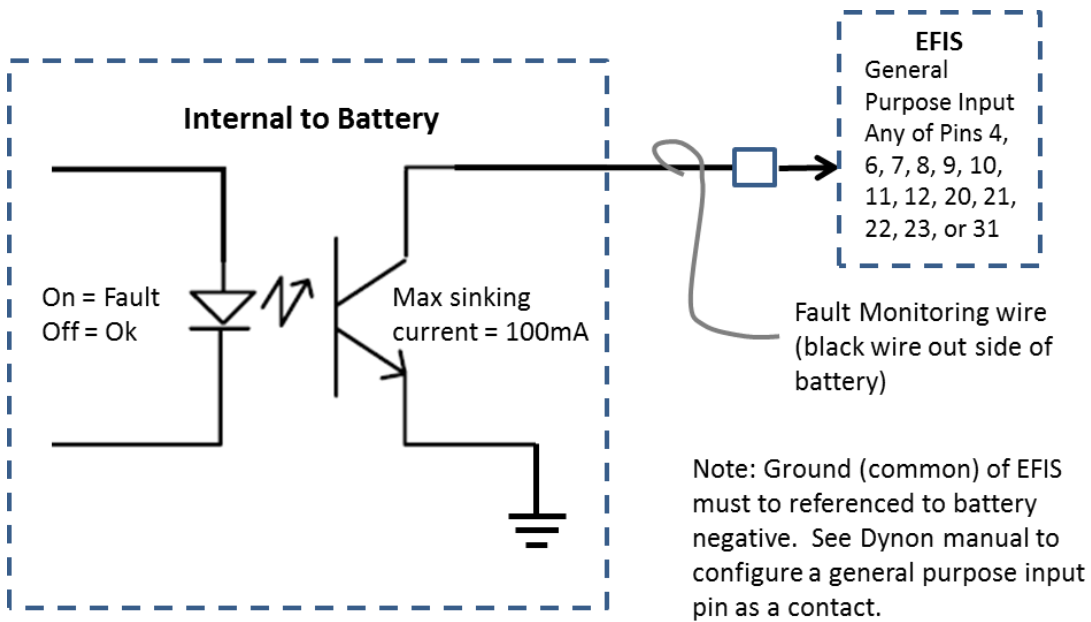 EFIS
General
Purpose Input
Any of Pins 4,
6, 7, 8, 9, 10,
11, 12, 20, 21,
22, 23, or 31
Internal to Battery
On = Fault
Off = Ok
Max sinking
current = 100mA
Fault Monitoring wire
(black wire out side of
battery)
Note: Ground (common) of EFIS
must to referenced to battery
negative.  See Dynon manual to
configure a general purpose input
pin as a contact.